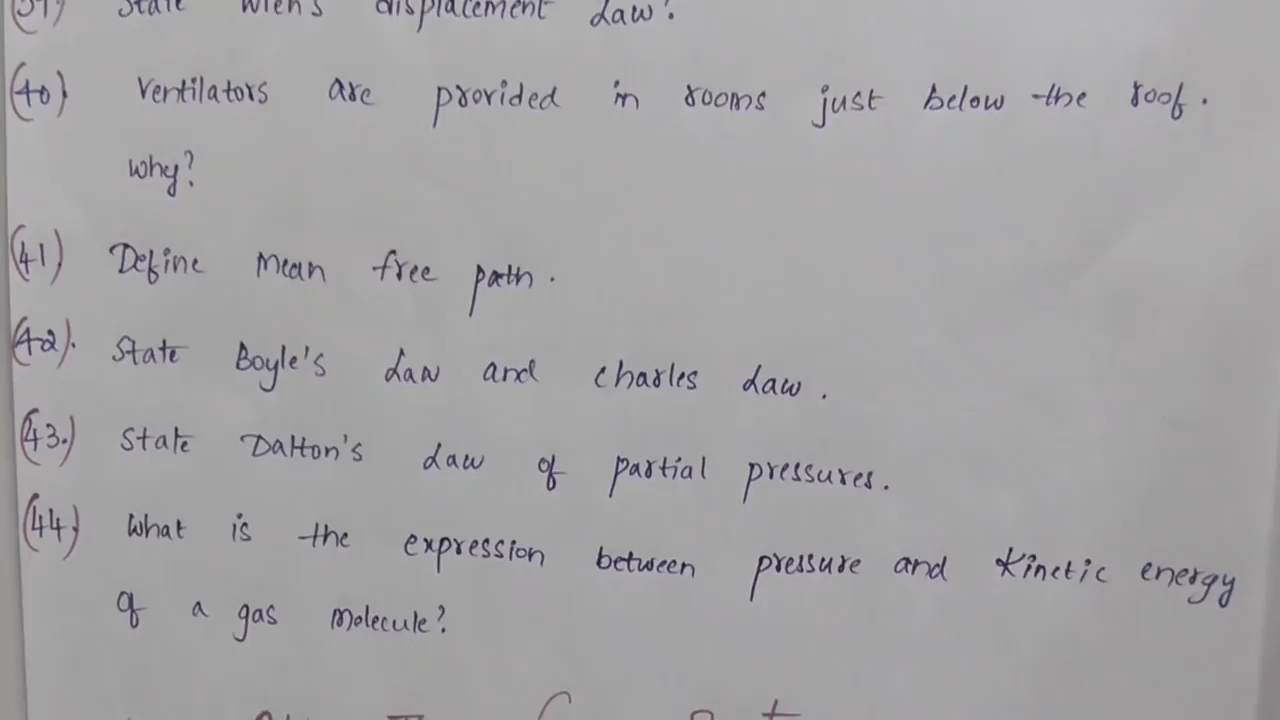 (39) State Wien's displacement Law.
(40) Ventilators are provided in rooms just below the roof.
why?
(41) Define mean free path.
(42). State Boyle's Law and Charles Law.
(43.) State Dalton's Law of partial pressures.
(44) What is the expression between pressure and kinetic energy
of a gas molecule?